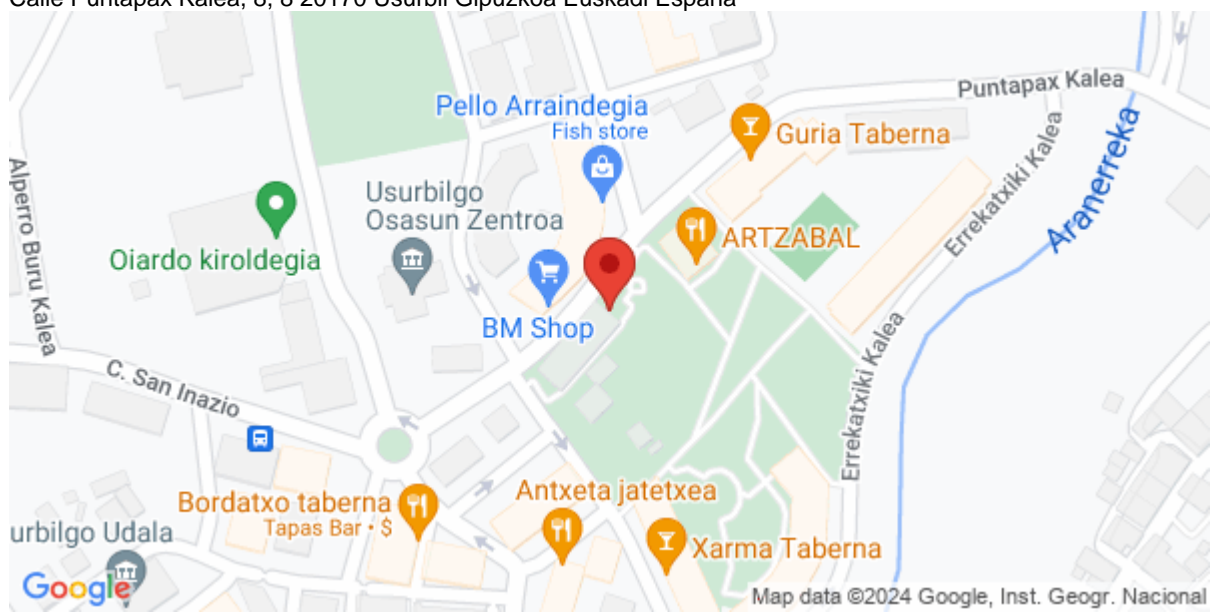 Calle Puntapax Kalea, 8, 8 20170 Usurbil Gipuzkoa Euskadi España
Puntapax Kalea
Pello Arraindegia
Fish store
Guria Taberna
Errekatxiki Kalea
Aranerreka
Alperro Buru Kalea
Usurbilgo
Osasun Zentroa
ARTZABAL
Oiardo kiroldegia
BM Shop
C. San Inazio
Errekatxiki Kalea
Bordatxo taberna
Tapas Bar • $
Antxeta jatetxea
urbilgo Udala
Xarma Taberna
Google
Map data ©2024 Google, Inst. Geogr. Nacional